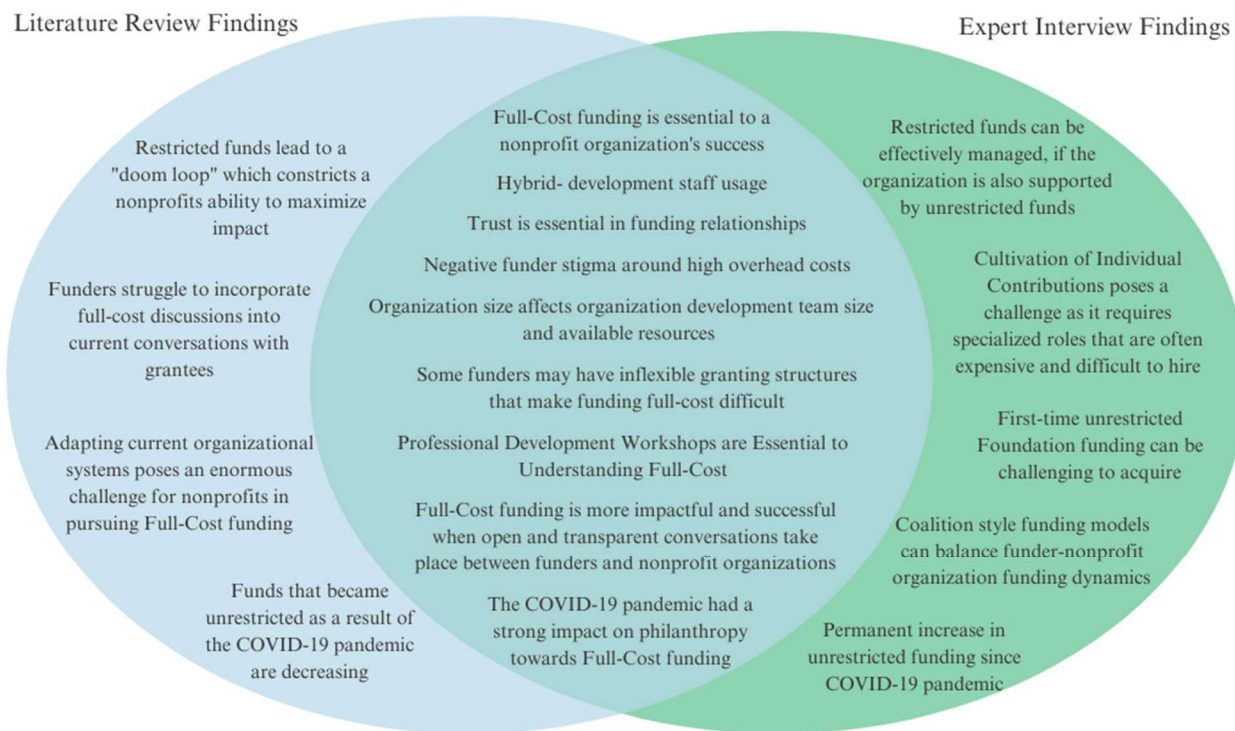 Literature Review Findings
Expert Interview Findings
Restricted funds lead to a
"doom loop" which constricts a
nonprofits ability to maximize
impact
Funders struggle to incorporate
full-cost discussions into
current conversations with
grantees
Adapting current organizational
systems poses an enormous
challenge for nonprofits in
pursuing Full-Cost funding
Funds that became
unrestricted as a result of
the COVID-19 pandemic
are decreasing
Full-Cost funding is essential to a
nonprofit organization's success
Hybrid- development staff usage
Trust is essential in funding relationships
Negative funder stigma around high overhead costs
Organization size affects organization development team size
and available resources
Some funders may have inflexible granting structures
that make funding full-cost difficult
Professional Development Workshops are Essential to
Understanding Full-Cost
Full-Cost funding is more impactful and successful
when open and transparent conversations take
place between funders and nonprofit organizations
The COVID-19 pandemic had a
strong impact on philanthropy
towards Full-Cost funding
Restricted funds can be
effectively managed, if the
organization is also supported
by unrestricted funds
Cultivation of Individual
Contributions poses a
challenge as it requires
specialized roles that are often
expensive and difficult to hire
First-time unrestricted
Foundation funding can be
challenging to acquire
Coalition style funding models
can balance funder-nonprofit
organization funding dynamics
Permanent increase in
unrestricted funding since
COVID-19 pandemic